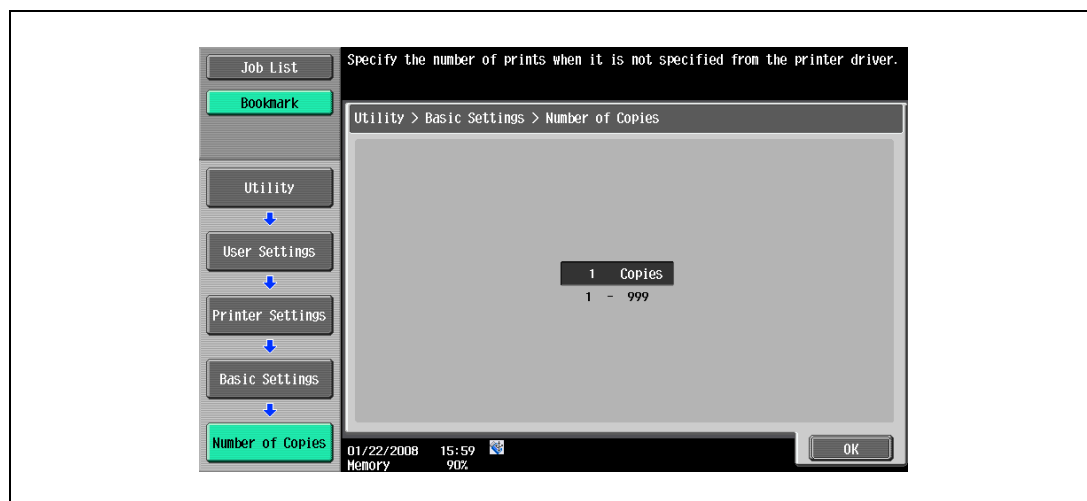 Job List
Bookmark
Utility
User Settings
Printer Settings
Basic Settings
Number of Copies
Specify the number of prints when it is not specified from the printer driver.
Utility > Basic Settings > Number of Copies
1 Copies
1 - 999
01/22/2008 15:59
Memory 90%
OK